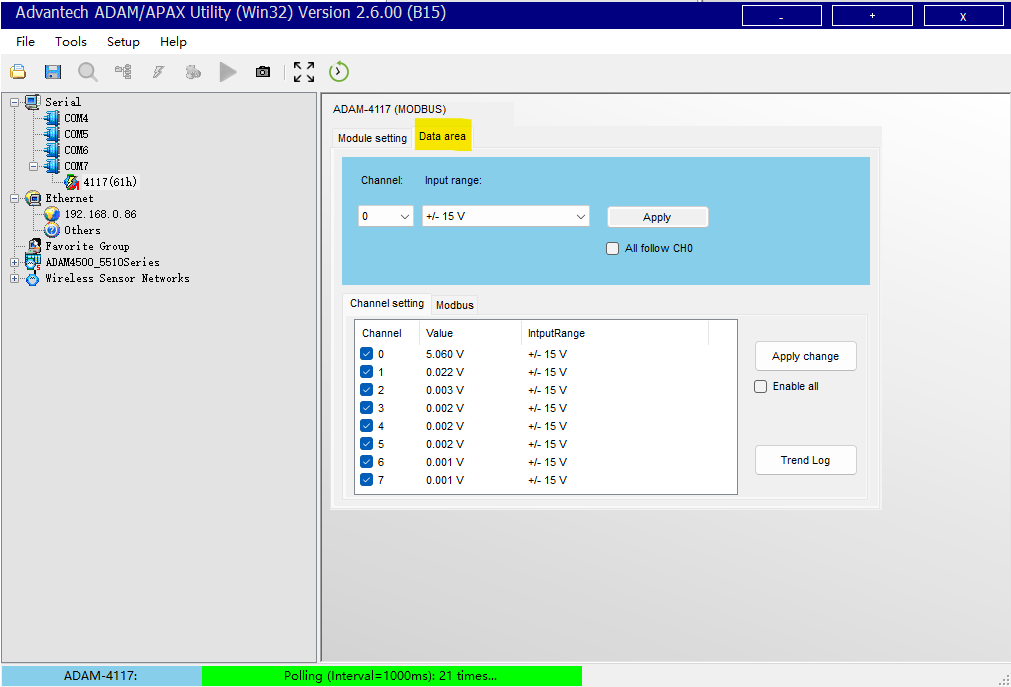 Advantech ADAM/APAX Utility (Win32) Version 2.6.00 (B15)
- + X
File Tools Setup Help
Serial
COM4
COM5
COM6
COM7
4117(61h)
Ethernet
192.168.0.86
Others
Favorite Group
ADAM4500_5510Series
Wireless Sensor Networks
ADAM-4117 (MODBUS)
Module setting Data area
Channel: Input range:
0 +/- 15 V Apply
All follow CH0
Channel setting Modbus
Channel Value IntputRange
0 5.060 V +/- 15 V
1 0.022 V +/- 15 V
2 0.003 V +/- 15 V
3 0.002 V +/- 15 V
4 0.002 V +/- 15 V
5 0.002 V +/- 15 V
6 0.001 V +/- 15 V
7 0.001 V +/- 15 V
Apply change
Enable all
Trend Log
ADAM-4117: Polling (Interval=1000ms): 21 times...